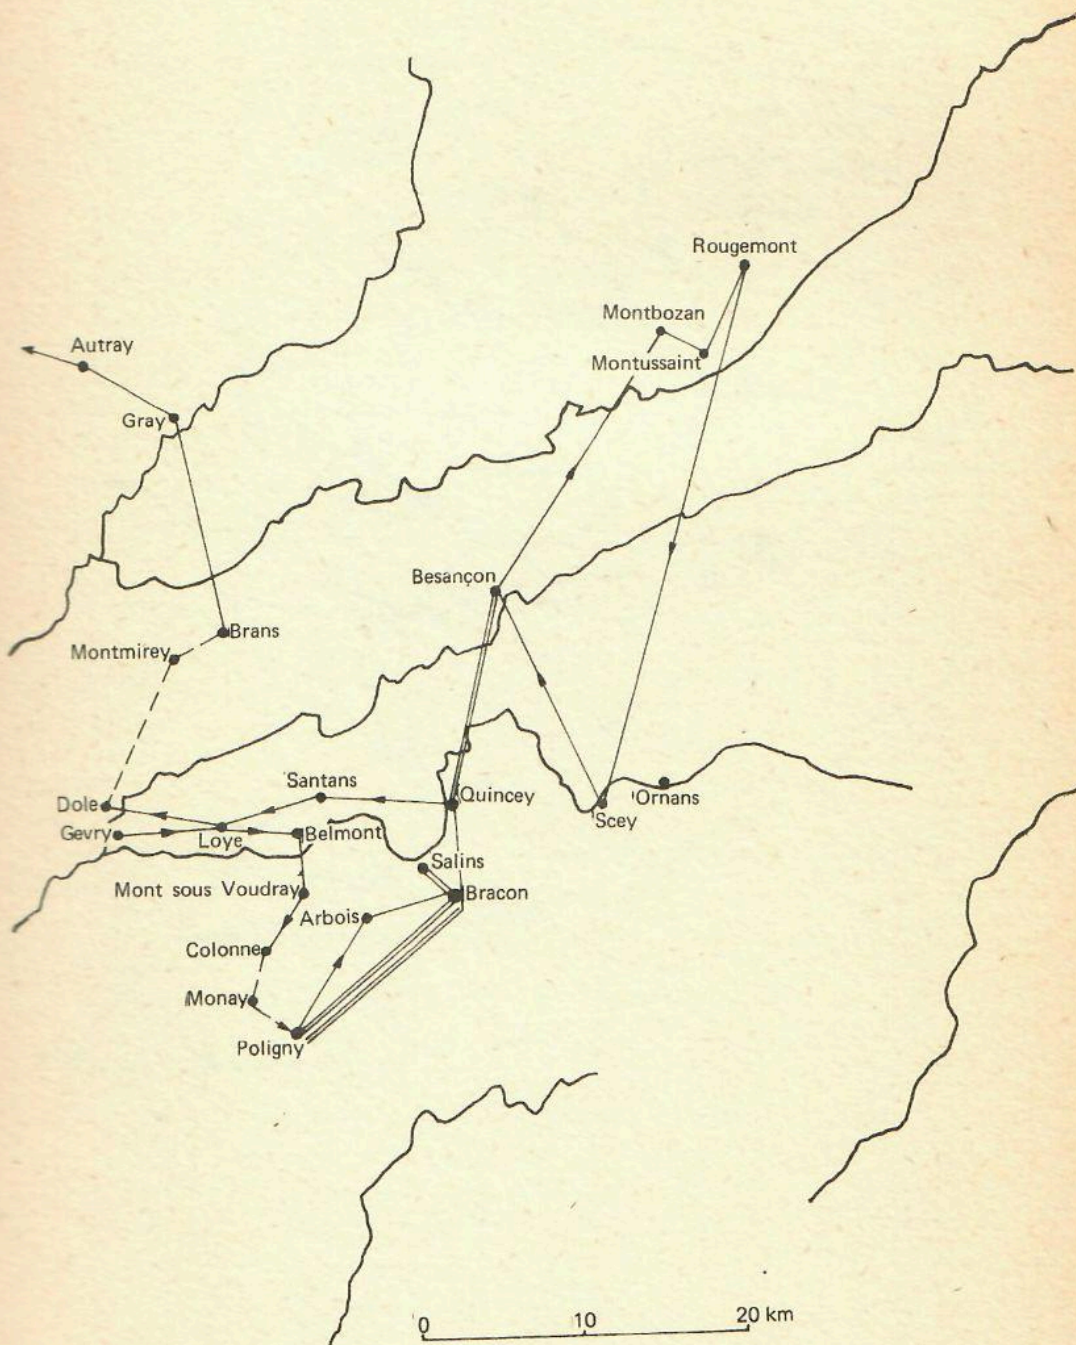 Rougemont
Montbozan
Autray
Montussaint
Gray
Besançon
Brans
Montmirey
Santans
Dole
Quincey
Ornans
Gevry
Loye
Belmont
Scey
Salins
Mont sous Voudray
Bracon
Arbois
Colonne
Monay
Poligny
0 10 20 km